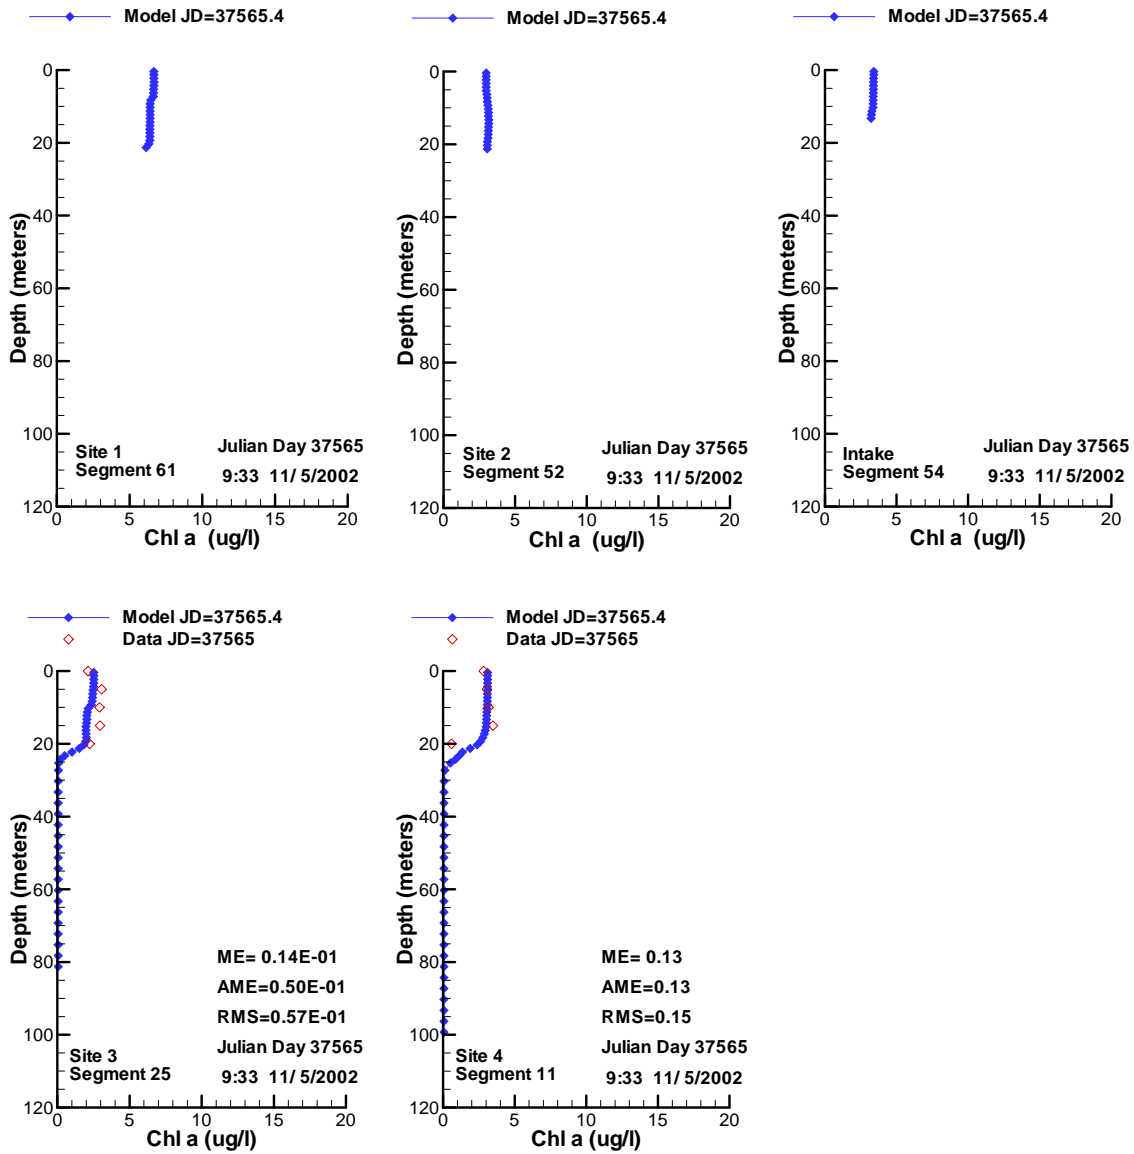 Model JD=37565.4
0
20
40
60
80
100
120
Depth (meters)
Site 1
Segment 61
Julian Day 37565
9:33 11/ 5/2002
0 5 10 15 20
Chl a (ug/l)
Model JD=37565.4
0
20
40
60
80
100
120
Depth (meters)
Site 2
Segment 52
Julian Day 37565
9:33 11/ 5/2002
0 5 10 15 20
Chl a (ug/l)
Model JD=37565.4
0
20
40
60
80
100
120
Depth (meters)
Intake
Segment 54
Julian Day 37565
9:33 11/ 5/2002
0 5 10 15 20
Chl a (ug/l)
Model JD=37565.4
Data JD=37565
0
20
40
60
80
100
120
Depth (meters)
ME= 0.14E-01
AME=0.50E-01
RMS=0.57E-01
Site 3
Segment 25
Julian Day 37565
9:33 11/ 5/2002
0 5 10 15 20
Chl a (ug/l)
Model JD=37565.4
Data JD=37565
0
20
40
60
80
100
120
Depth (meters)
ME= 0.13
AME=0.13
RMS=0.15
Site 4
Segment 11
Julian Day 37565
9:33 11/ 5/2002
0 5 10 15 20
Chl a (ug/l)